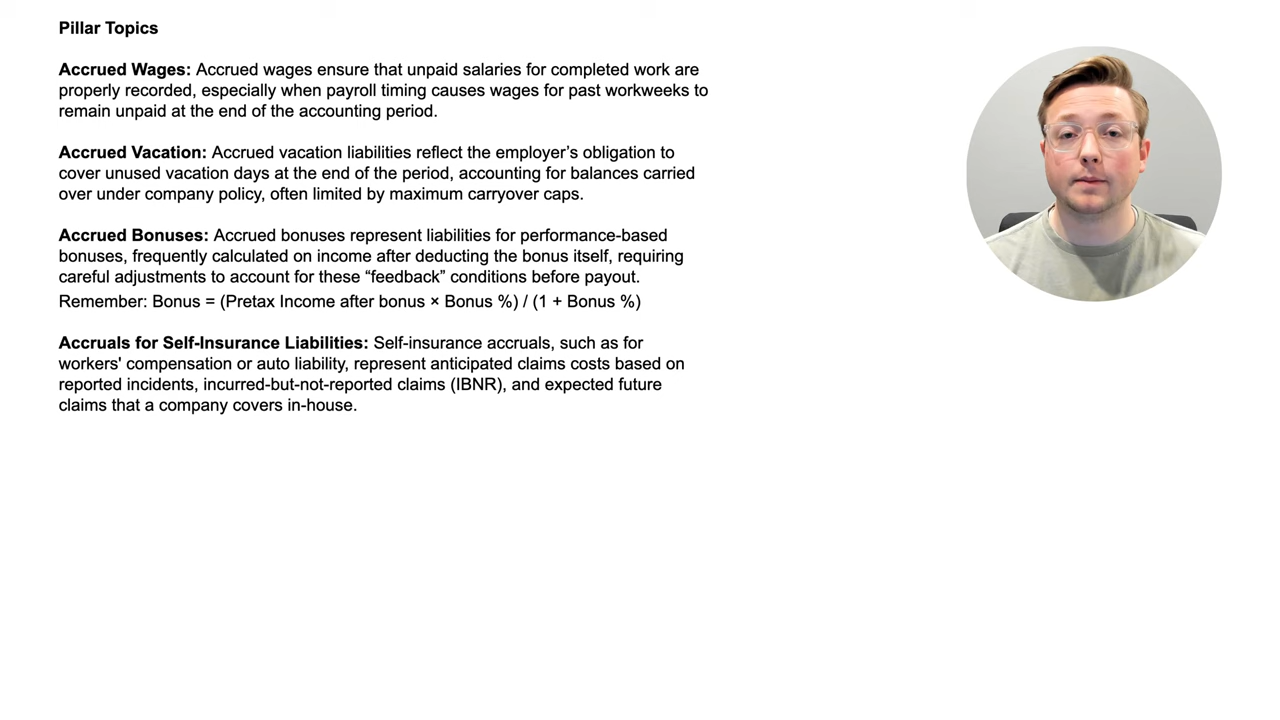 Pillar Topics
Accrued Wages: Accrued wages ensure that unpaid salaries for completed work are
properly recorded, especially when payroll timing causes wages for past workweeks to
remain unpaid at the end of the accounting period.
Accrued Vacation: Accrued vacation liabilities reflect the employer’s obligation to
cover unused vacation days at the end of the period, accounting for balances carried
over under company policy, often limited by maximum carryover caps.
Accrued Bonuses: Accrued bonuses represent liabilities for performance-based
bonuses, frequently calculated on income after deducting the bonus itself, requiring
careful adjustments to account for these “feedback” conditions before payout.
Remember: Bonus = (Pretax Income after bonus × Bonus %) / (1 + Bonus %)
Accruals for Self-Insurance Liabilities: Self-insurance accruals, such as for
workers' compensation or auto liability, represent anticipated claims costs based on
reported incidents, incurred-but-not-reported claims (IBNR), and expected future
claims that a company covers in-house.